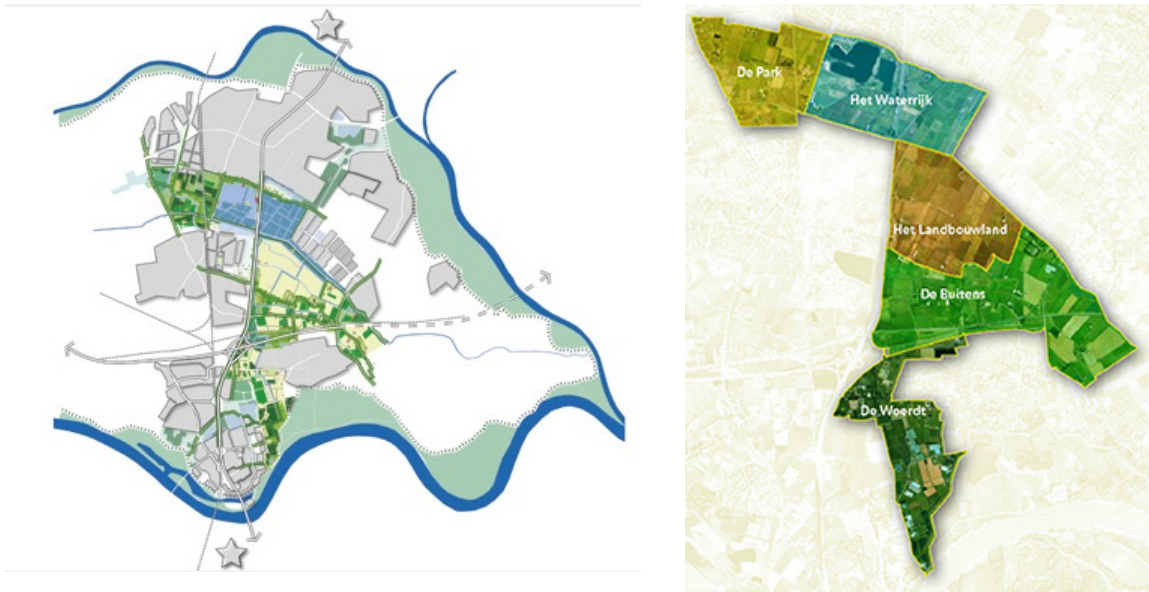 De Park
Het Waterrijk
Het Landbouwland
De Buitens
De Woerdt